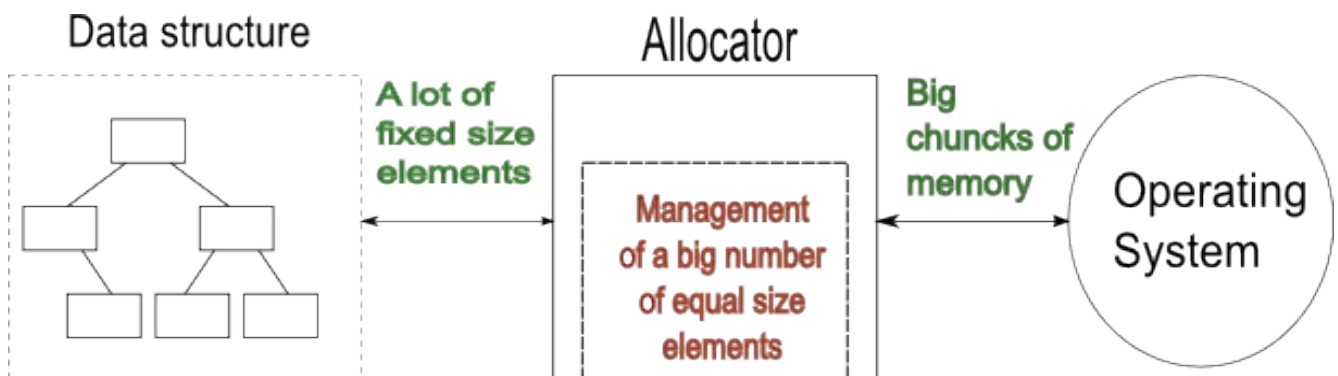 Data structure
Allocator
A lot of
fixed size
elements
Big
chuncks of
memory
Management
of a big number
of equal size
elements
Operating
System